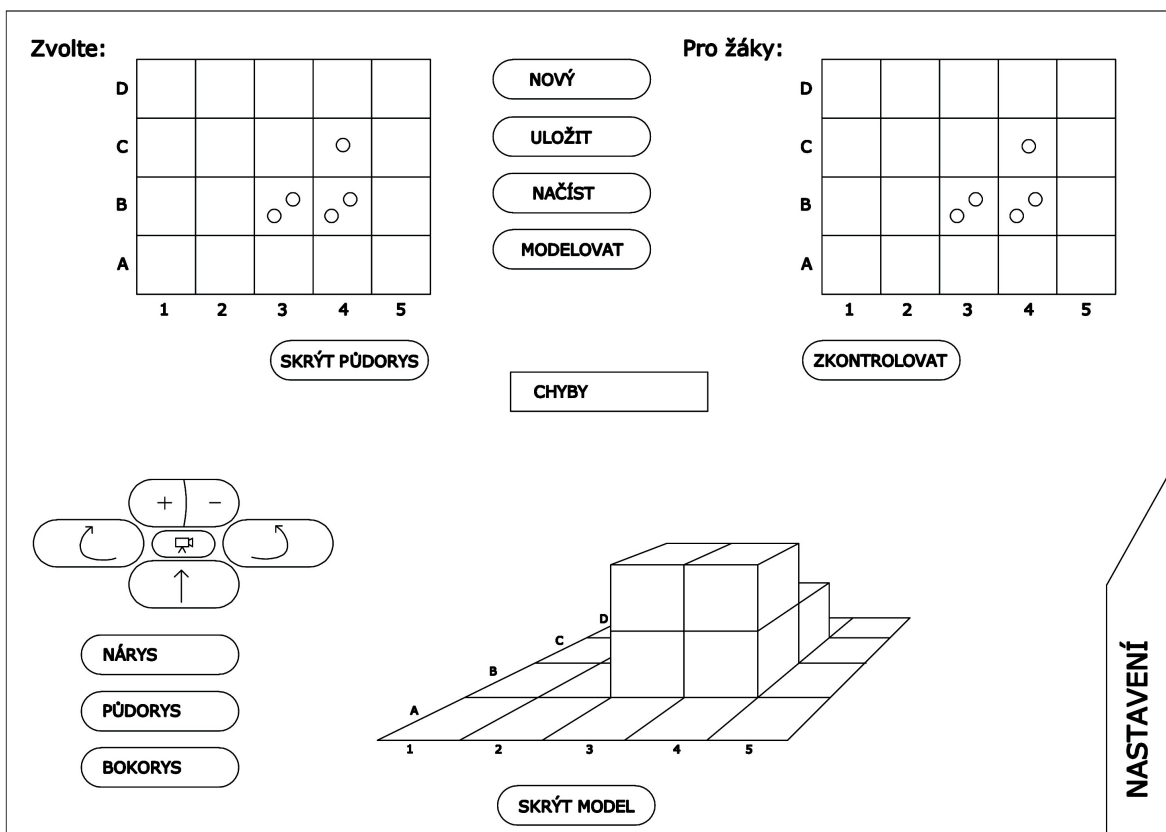 Zvolte:
Pro žáky:
D
C
B
A
1 2 3 4 5
NOVÝ
ULOŽIT
NAČÍST
MODELOVAT
D
C
B
A
1 2 3 4 5
SKRÝT PŮDORYS
ZKONTROLOVAT
CHYBY
+ −
NÁRYS
PŮDORYS
BOKORYS
D
C
B
A
1 2 3 4 5
SKRÝT MODEL
NASTAVENÍ